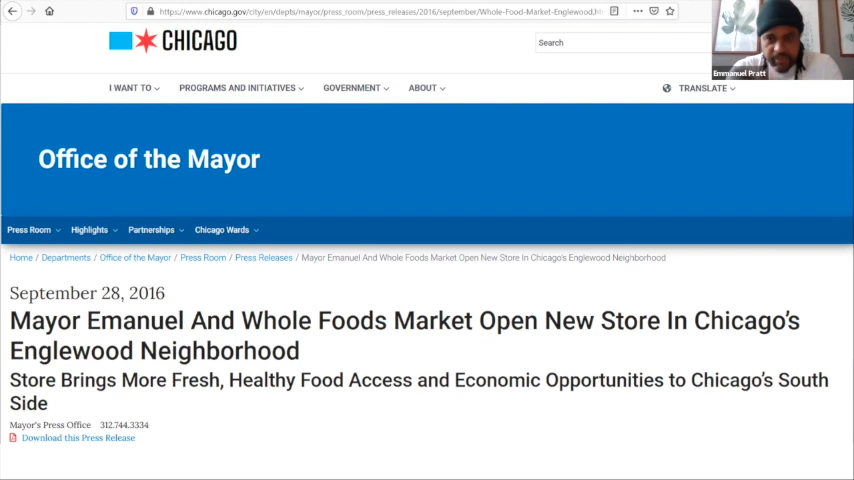 https://www.chicago.gov/city/en/depts/mayor/press_room/press_releases/2016/september/Whole-Food-Market-Englewood.ht
CHICAGO
Search
Emmanuel Pratt
I WANT TO PROGRAMS AND INITIATIVES GOVERNMENT ABOUT TRANSLATE
Office of the Mayor
Press Room Highlights Partnerships Chicago Wards
Home / Departments / Office of the Mayor / Press Room / Press Releases / Mayor Emanuel And Whole Foods Market Open New Store In Chicago's Englewood Neighborhood
September 28, 2016
Mayor Emanuel And Whole Foods Market Open New Store In Chicago's
Englewood Neighborhood
Store Brings More Fresh, Healthy Food Access and Economic Opportunities to Chicago's South
Side
Mayor's Press Office 312.744.3334
Download this Press Release